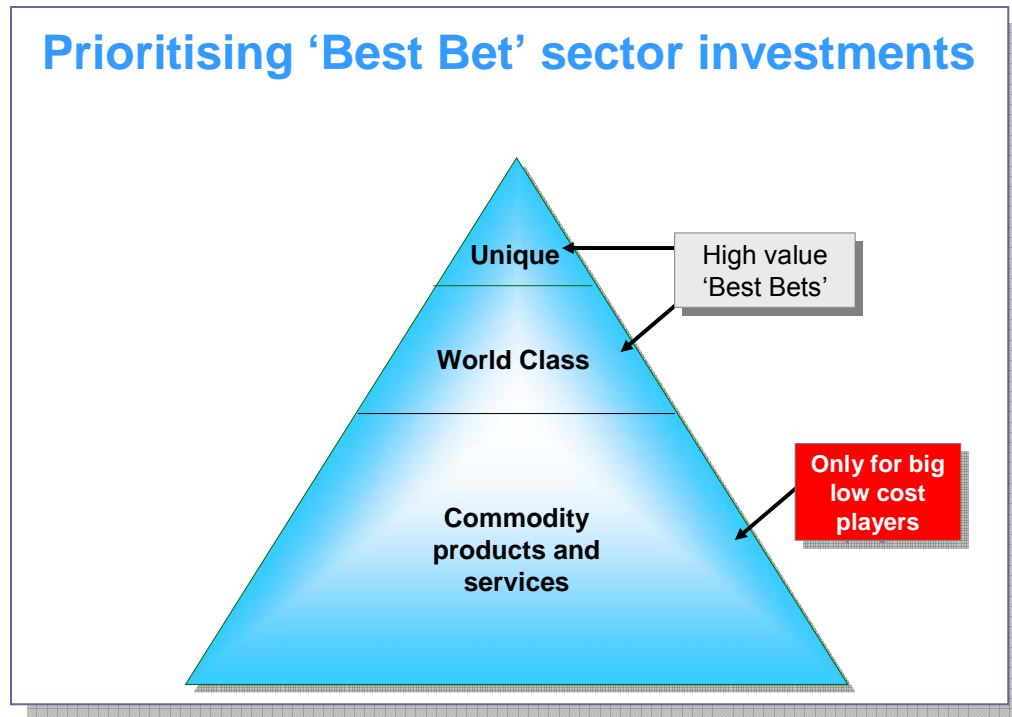 Prioritising ‘Best Bet’ sector investments
Unique
High value
‘Best Bets’
World Class
Only for big
low cost
players
Commodity
products and
services